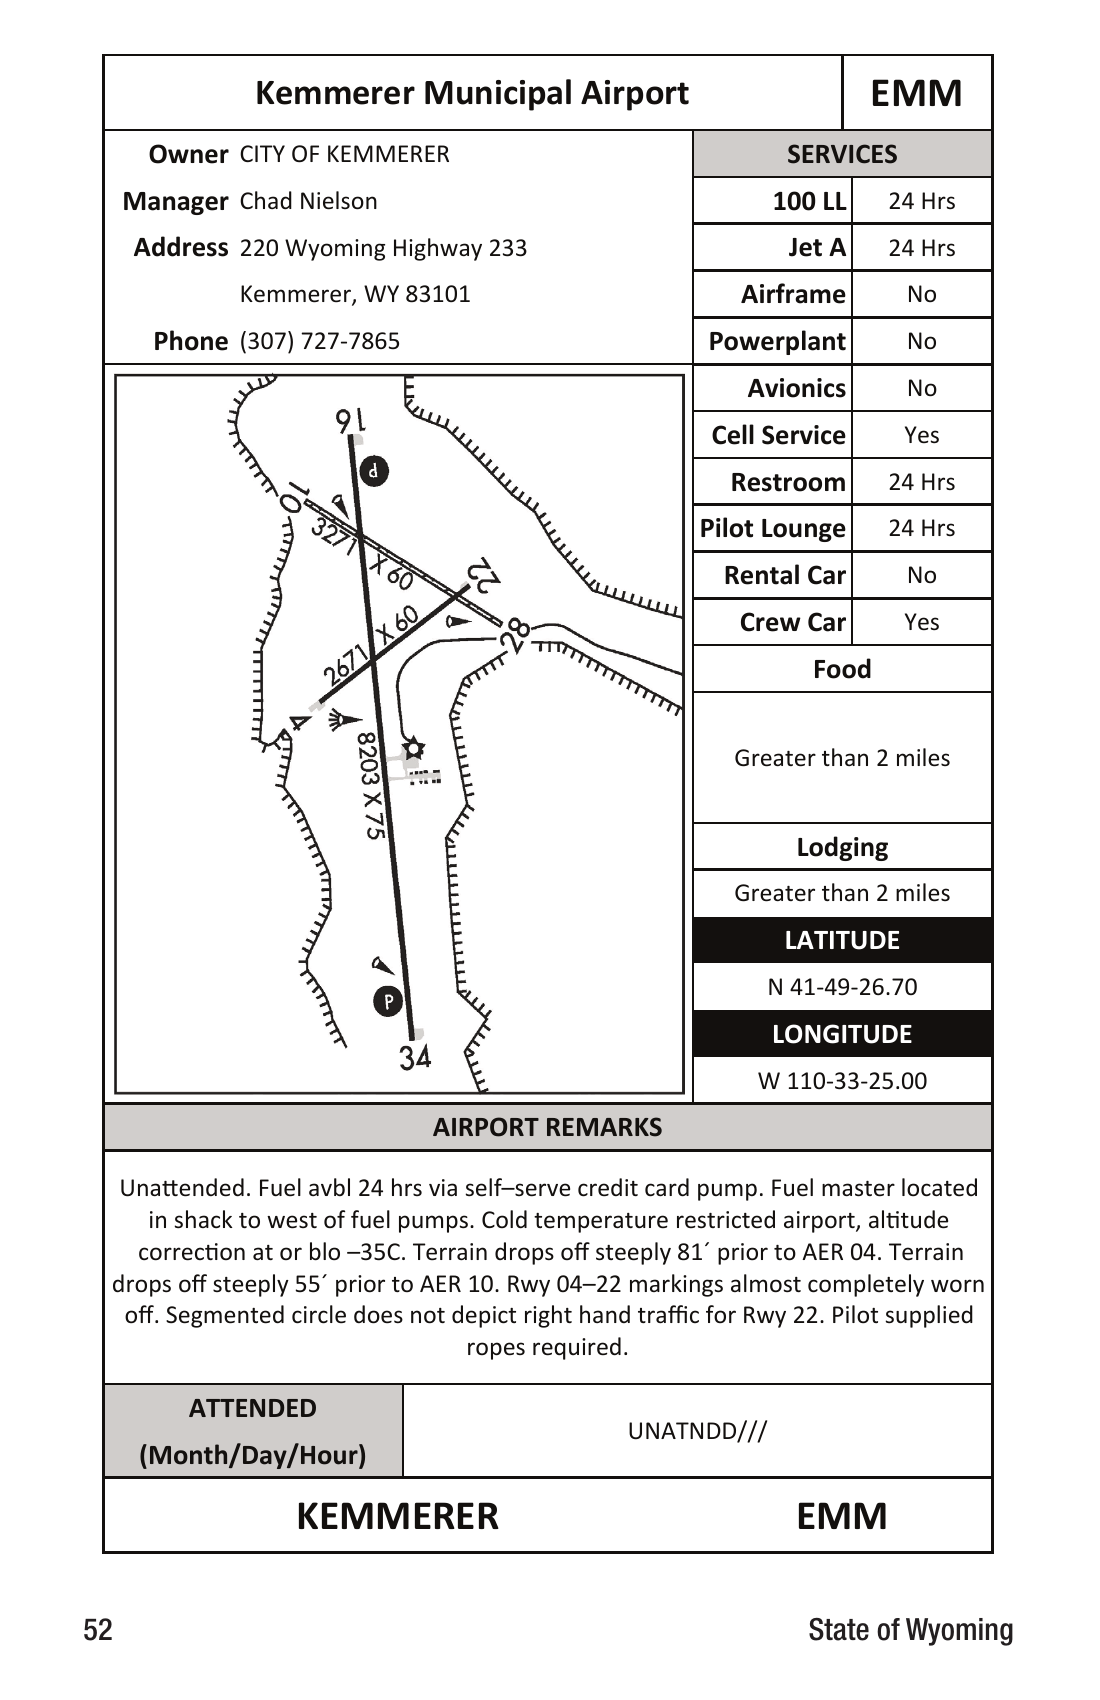 Kemmerer Municipal Airport EMM
Owner CITY OF KEMMERER
Manager Chad Nielson
Address 220 Wyoming Highway 233
Kemmerer, WY 83101
Phone (307) 727-7865
SERVICES
100 LL 24 Hrs
Jet A 24 Hrs
Airframe No
Powerplant No
Avionics No
Cell Service Yes
Restroom 24 Hrs
Pilot Lounge 24 Hrs
Rental Car No
Crew Car Yes
Food
Greater than 2 miles
Lodging
Greater than 2 miles
LATITUDE
N 41-49-26.70
LONGITUDE
W 110-33-25.00
16
P
10
3271 X 60
22
2671 X 60
28
4
8203 X 75
P
34
AIRPORT REMARKS
Unattended. Fuel avbl 24 hrs via self–serve credit card pump. Fuel master located
in shack to west of fuel pumps. Cold temperature restricted airport, altitude
correction at or blo –35C. Terrain drops off steeply 81´ prior to AER 04. Terrain
drops off steeply 55´ prior to AER 10. Rwy 04–22 markings almost completely worn
off. Segmented circle does not depict right hand traffic for Rwy 22. Pilot supplied
ropes required.
ATTENDED
(Month/Day/Hour)
UNATNDD///
KEMMERER EMM
52 State of Wyoming